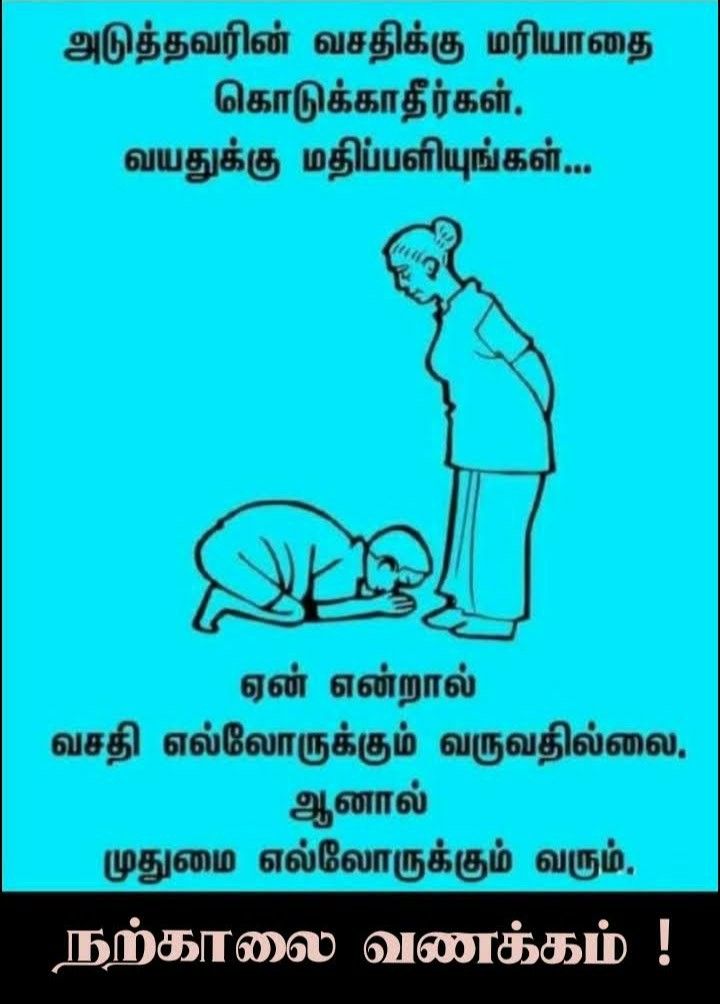 அடுத்தவரின் வசதிக்கு மரியாதை
கொடுக்காதீர்கள்.
வயதுக்கு மதிப்பளியுங்கள்...
ஏன் என்றால்
வசதி எல்லோருக்கும் வருவதில்லை.
ஆனால்
முதுமை எல்லோருக்கும் வரும்.
நற்காலை வணக்கம் !